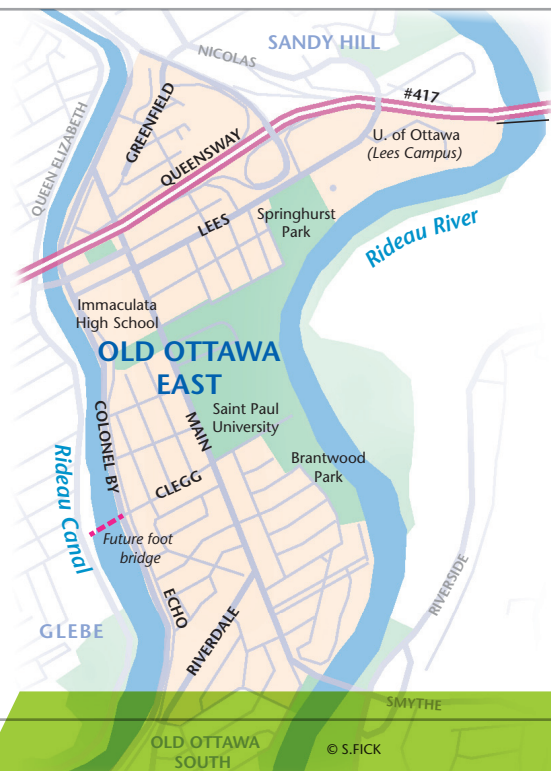 SANDY HILL
NICOLAS
#417
GREENFIELD
QUEEN ELIZABETH
QUEENSWAY
U. of Ottawa
(Lees Campus)
LEES
Springhurst
Park
Rideau River
Immaculata
High School
OLD OTTAWA
EAST
COLONEL BY
MAIN
Saint Paul
University
Brantwood
Park
CLEGG
Rideau Canal
Future foot
bridge
ECHO
RIVERDALE
RIVERSIDE
GLEBE
SMYTHE
OLD OTTAWA
SOUTH
© S.FICK